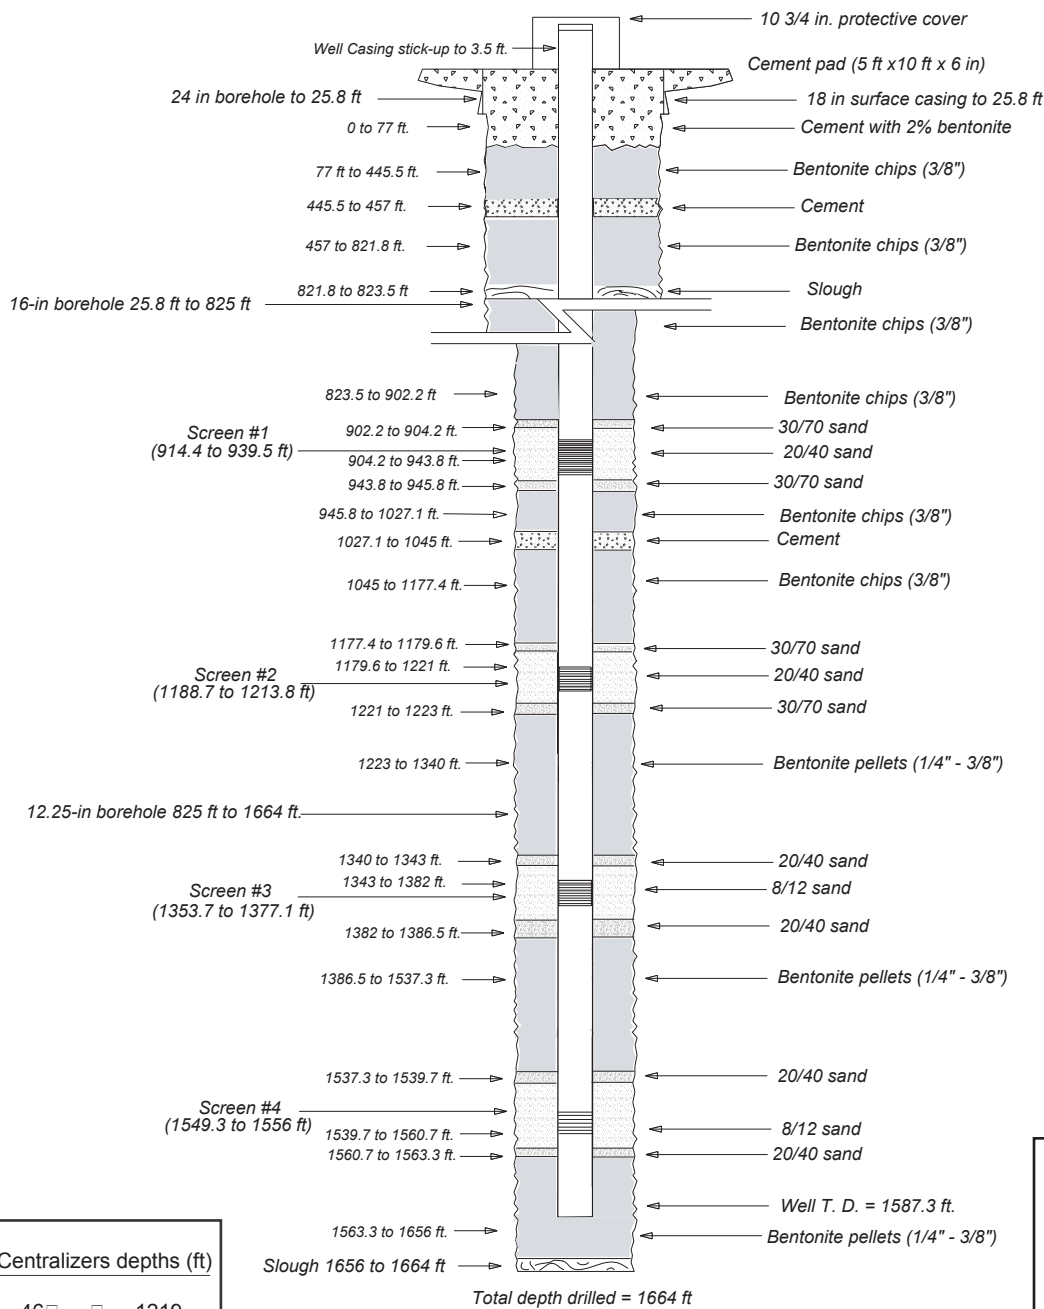 10 3/4 in. protective cover
Well Casing stick-up to 3.5 ft.
Cement pad (5 ft x10 ft x 6 in)
24 in borehole to 25.8 ft
18 in surface casing to 25.8 ft
0 to 77 ft.
Cement with 2% bentonite
77 ft to 445.5 ft.
Bentonite chips (3/8")
445.5 to 457 ft.
Cement
457 to 821.8 ft.
Bentonite chips (3/8")
821.8 to 823.5 ft
Slough
16-in borehole 25.8 ft to 825 ft
Bentonite chips (3/8")
823.5 to 902.2 ft
Bentonite chips (3/8")
902.2 to 904.2 ft.
30/70 sand
Screen #1
(914.4 to 939.5 ft)
20/40 sand
904.2 to 943.8 ft.
943.8 to 945.8 ft.
30/70 sand
945.8 to 1027.1 ft.
Bentonite chips (3/8")
1027.1 to 1045 ft.
Cement
1045 to 1177.4 ft.
Bentonite chips (3/8")
1177.4 to 1179.6 ft.
30/70 sand
1179.6 to 1221 ft.
Screen #2
(1188.7 to 1213.8 ft)
20/40 sand
1221 to 1223 ft.
30/70 sand
1223 to 1340 ft.
Bentonite pellets (1/4" - 3/8")
12.25-in borehole 825 ft to 1664 ft.
1340 to 1343 ft.
20/40 sand
1343 to 1382 ft.
8/12 sand
Screen #3
(1353.7 to 1377.1 ft)
1382 to 1386.5 ft.
20/40 sand
1386.5 to 1537.3 ft.
Bentonite pellets (1/4" - 3/8")
1537.3 to 1539.7 ft.
20/40 sand
Screen #4
(1549.3 to 1556 ft)
1539.7 to 1560.7 ft.
8/12 sand
1560.7 to 1563.3 ft.
20/40 sand
Well T. D. = 1587.3 ft.
1563.3 to 1656 ft.
Bentonite pellets (1/4" - 3/8")
Slough 1656 to 1664 ft
Total depth drilled = 1664 ft
Centralizers depths (ft)